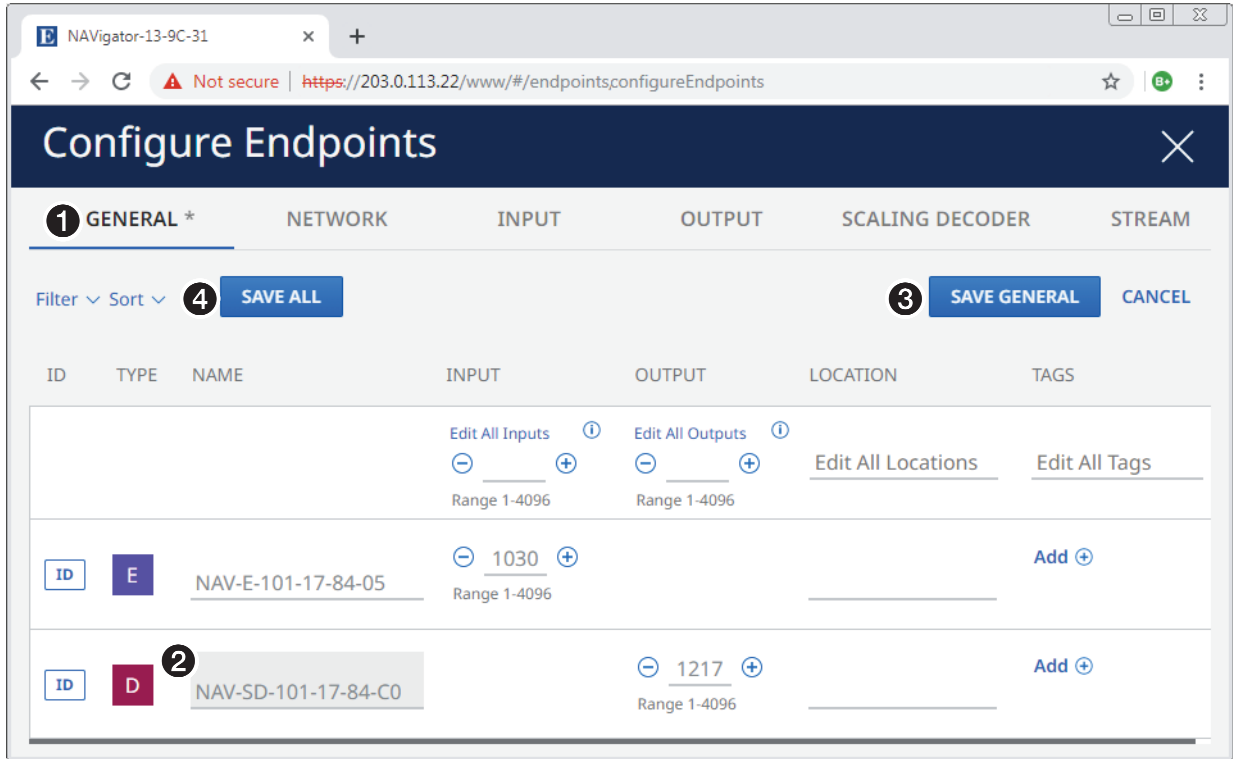 E NAVigator-13-9C-31
Not secure | https://203.0.113.22/www/#/endpoints;configureEndpoints B+
Configure Endpoints
1 GENERAL * NETWORK INPUT OUTPUT SCALING DECODER STREAM
Filter Sort 4 SAVE ALL 3 SAVE GENERAL CANCEL
ID TYPE NAME INPUT OUTPUT LOCATION TAGS
Edit All Inputs i Edit All Outputs i
Edit All Locations Edit All Tags
Range 1-4096 Range 1-4096
ID E NAV-E-101-17-84-05 1030 Add
Range 1-4096
2
ID D NAV-SD-101-17-84-C0 1217 Add
Range 1-4096